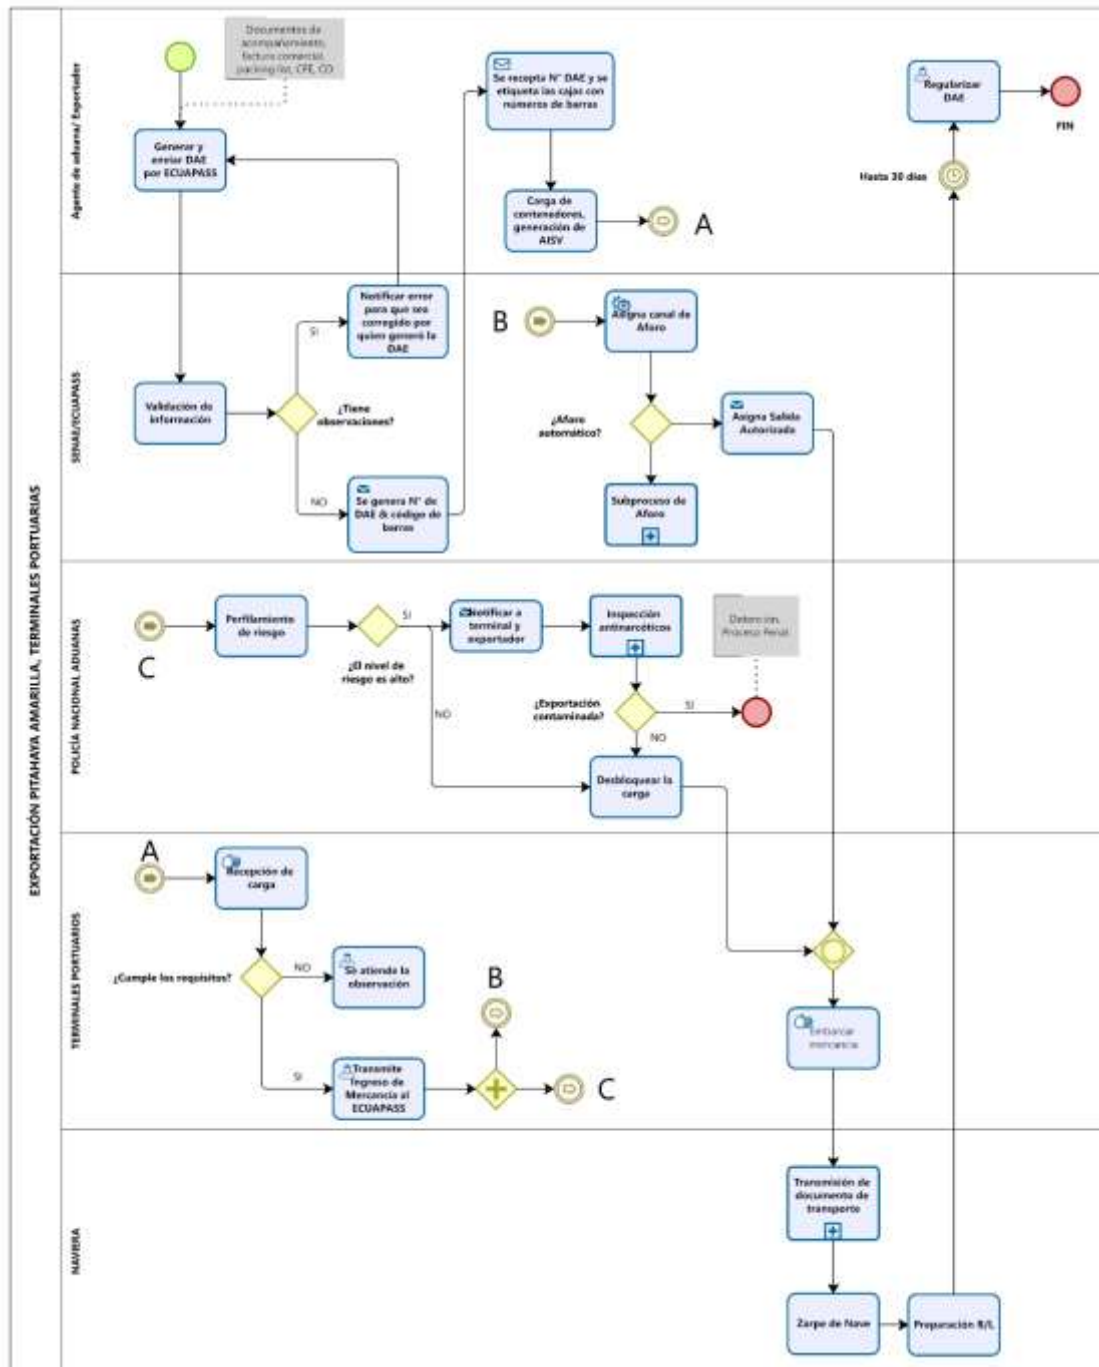 EXPORTACIÓN PITAHAYA AMARILLA, TERMINALES PORTUARIAS
Agente de aduana/ Exportador
Documentos de
acompañamiento,
factura comercial,
packing list, CFE, CO
Generar y
enviar DAE
por ECUAPASS
Se recepta N° DAE y se
etiqueta las cajas con
números de barras
Carga de
contenedores,
generación de
AISV
A
Regularizar
DAE
FIN
Hasta 30 días
SENAE/ECUAPASS
Notificar error
para que sea
corregido por
quien generó la
DAE
SI
Validación de
información
¿Tiene
observaciones?
NO
Se genera N° de
DAE & código de
barras
B
Asigna canal de
Aforo
¿Aforo
automático?
Asigna Salida
Autorizada
Subproceso de
Aforo
POLICÍA NACIONAL ADUANAS
C
Perfilamiento
de riesgo
¿El nivel de
riesgo es alto?
SI
NO
Notificar a
terminal y
exportador
Inspección
antinarcóticos
Detención,
Proceso Penal
¿Exportación
contaminada?
SI
NO
Desbloquear la
carga
TERMINALES PORTUARIOS
A
Recepción de
carga
¿Cumple los requisitos?
NO
Se atiende la
observación
SI
Transmite
Ingreso de
Mercancía al
ECUAPASS
B
C
Embarcar
mercancía
NAVIERA
Transmisión de
documento de
transporte
Zarpe de Nave
Preparación B/L